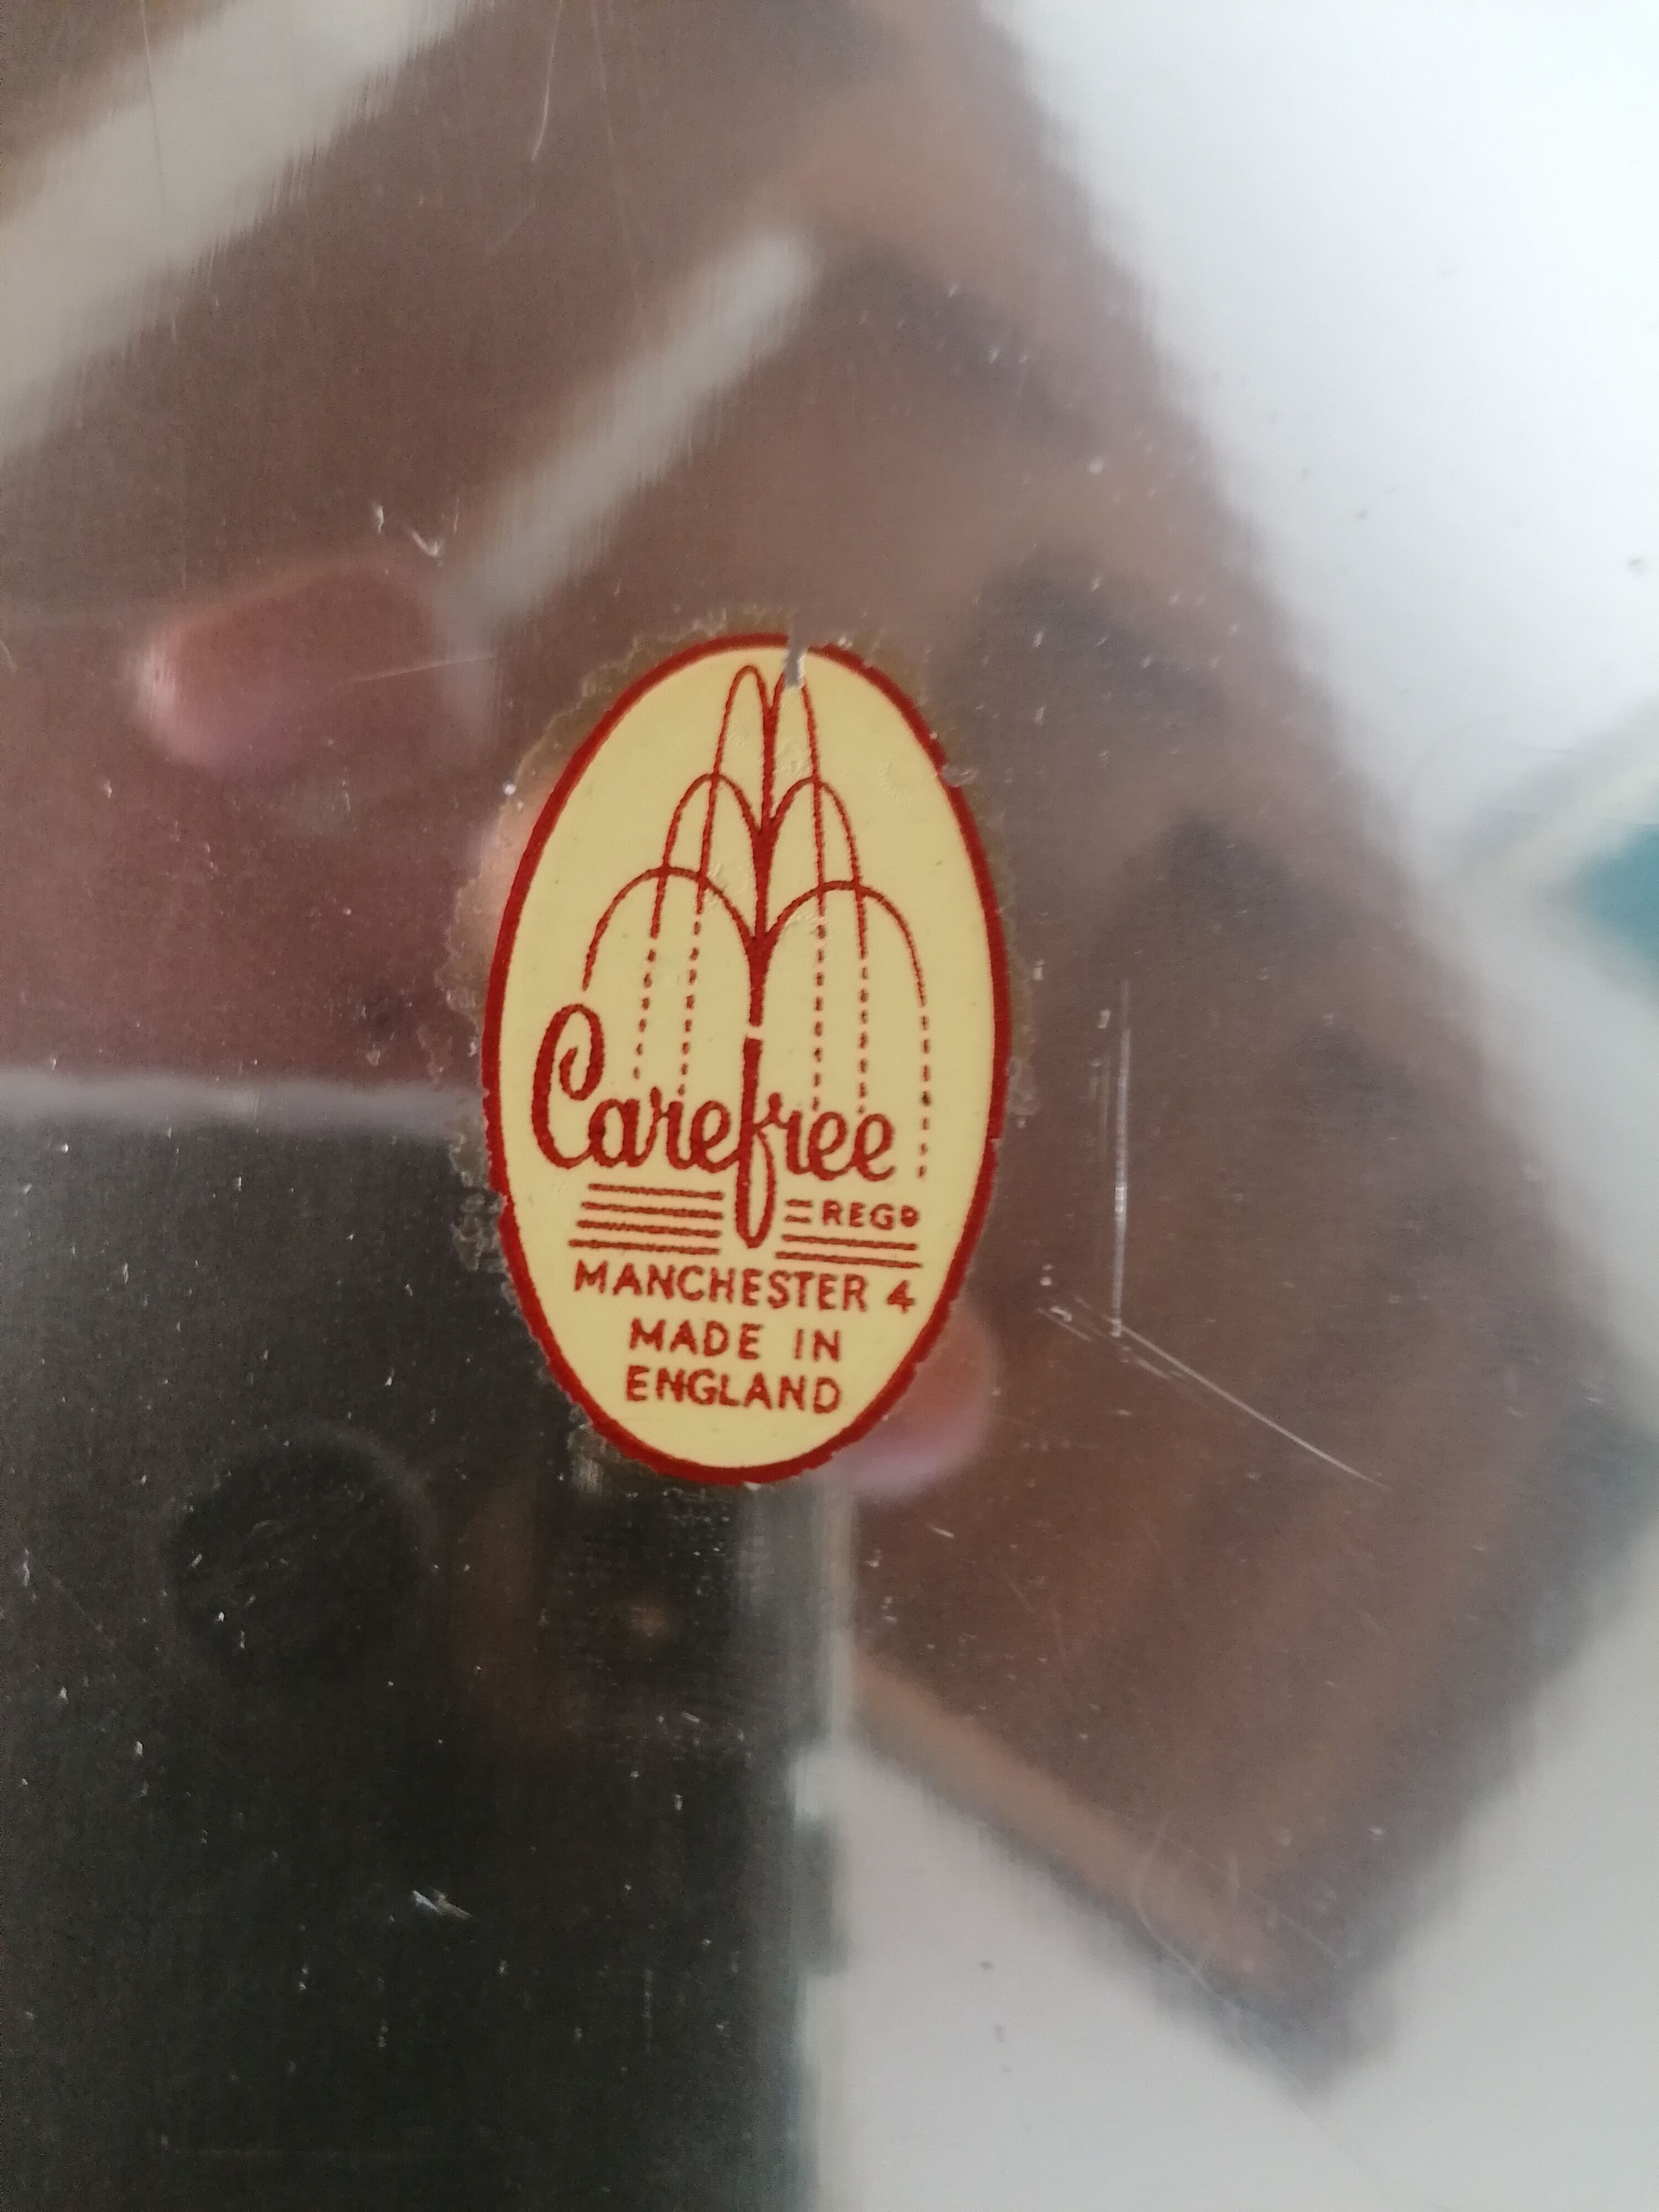 Carefree
REGD
MANCHESTER 4
MADE IN
ENGLAND